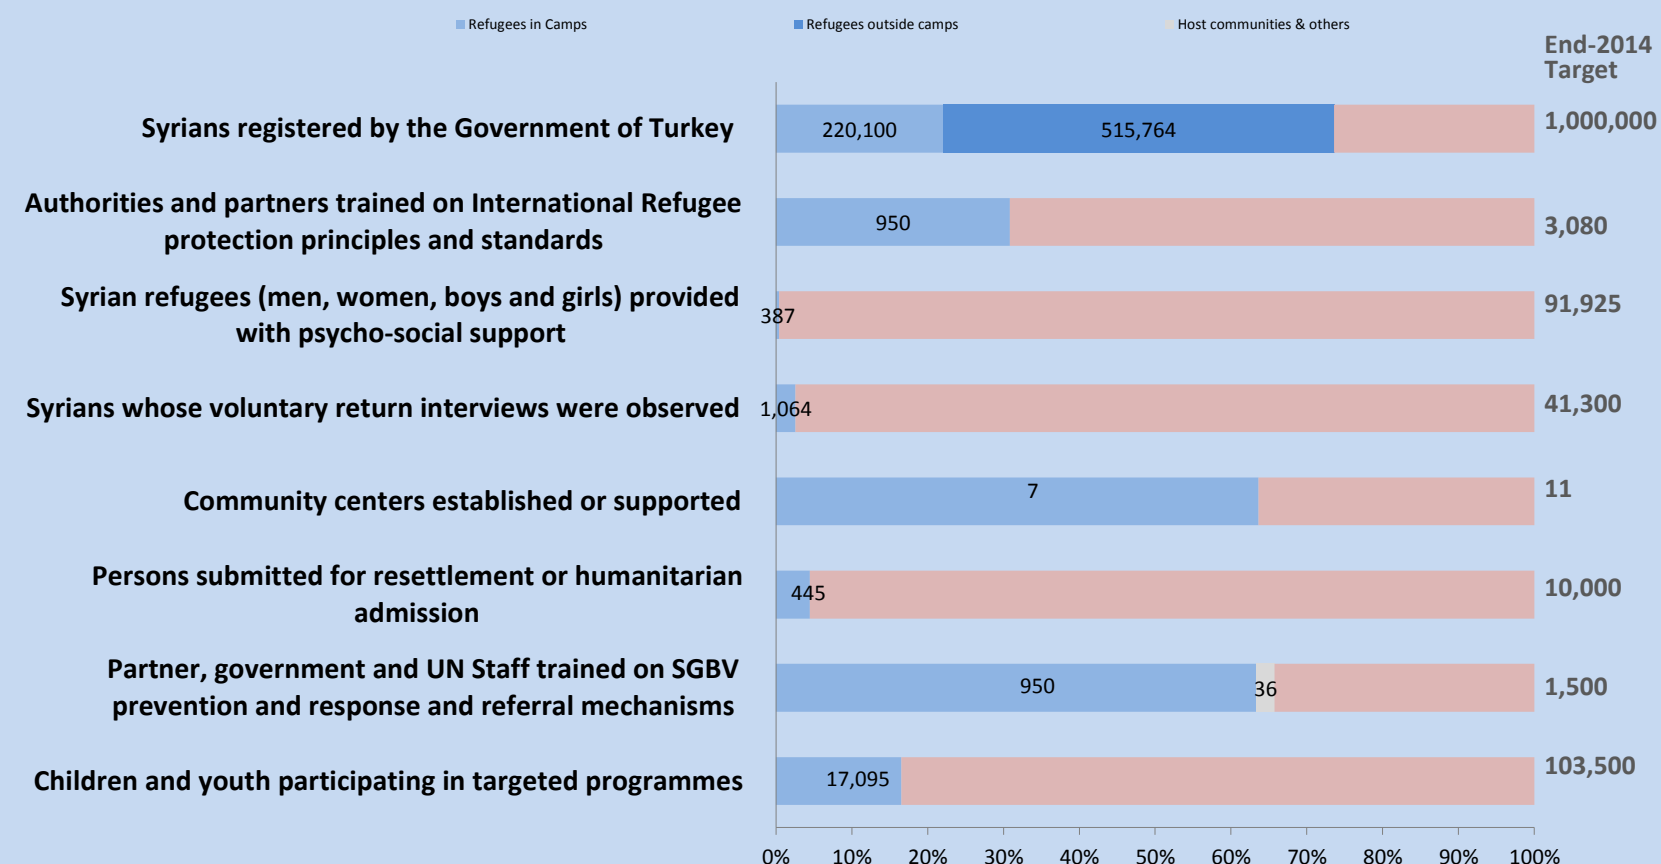 Refugees in Camps
Refugees outside camps
Host communities & others
End-2014
Target
Syrians registered by the Government of Turkey
220,100
515,764
1,000,000
Authorities and partners trained on International Refugee
protection principles and standards
950
3,080
Syrian refugees (men, women, boys and girls) provided
with psycho-social support
387
91,925
Syrians whose voluntary return interviews were observed
1,064
41,300
Community centers established or supported
7
11
Persons submitted for resettlement or humanitarian
admission
445
10,000
Partner, government and UN Staff trained on SGBV
prevention and response and referral mechanisms
950
36
1,500
Children and youth participating in targeted programmes
17,095
103,500
0% 10% 20% 30% 40% 50% 60% 70% 80% 90% 100%